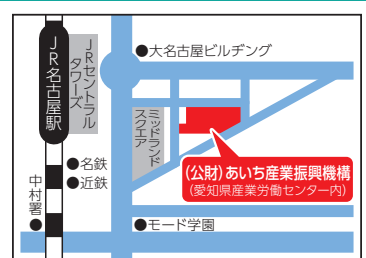 JR名古屋駅
JRセントラル
タワーズ
●大名古屋ビルヂング
ミッドランド
スクエア
(公財)あいち産業振興機構
(愛知県産業労働センター内)
●名鉄
●近鉄
中村署●
●モード学園